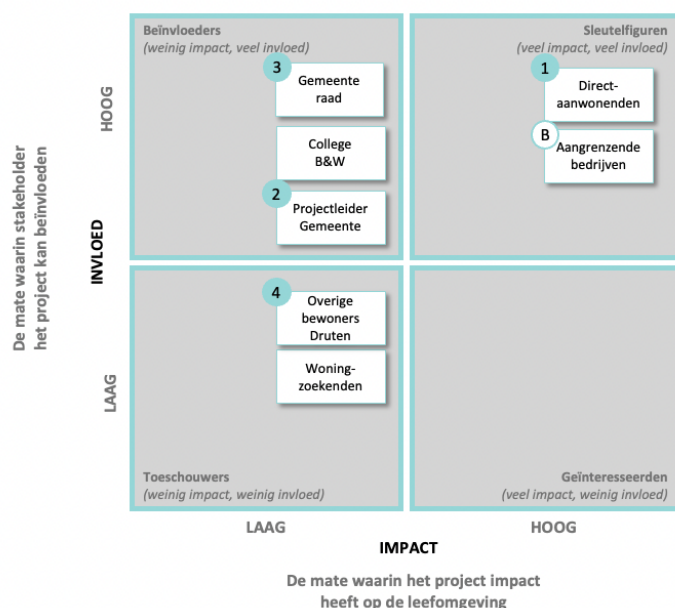 Beïnvloeders
(weinig impact, veel invloed)
3
Gemeente
raad
College
B&W
2
Projectleider
Gemeente
Sleutelfiguren
(veel impact, veel invloed)
1
Direct-
aanwonenden
B
Aangrenzende
bedrijven
HOOG
De mate waarin stakeholder
het project kan beïnvloeden
INVLOED
LAAG
4
Overige
bewoners
Druten
Woning-
zoekenden
Toeschouwers
(weinig impact, weinig invloed)
Geïnteresseerden
(veel impact, weinig invloed)
LAAG
HOOG
IMPACT
De mate waarin het project impact
heeft op de leefomgeving